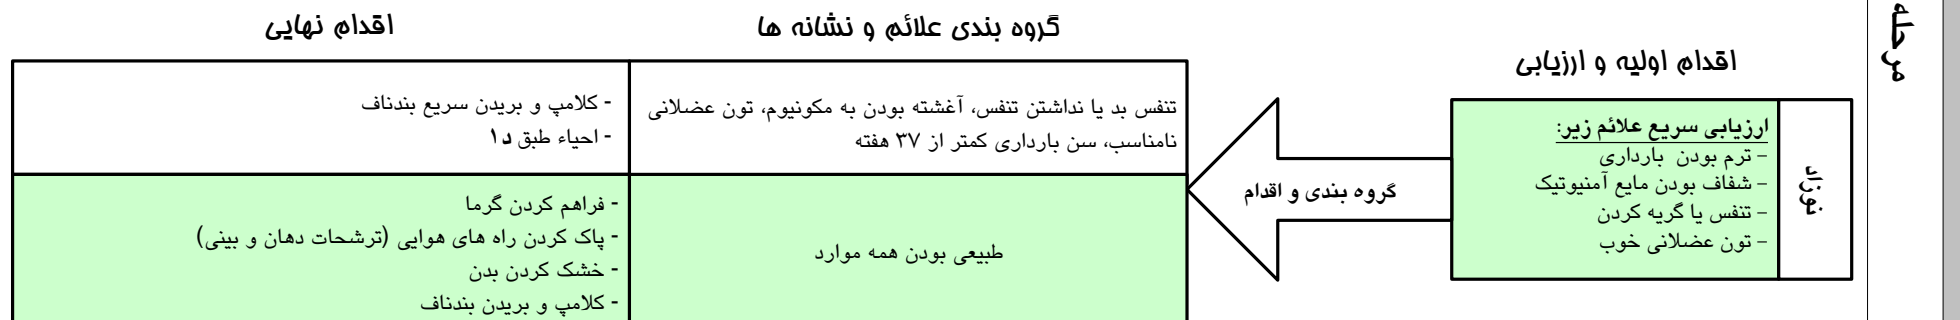 مرحله
اقدام اولیه و ارزیابی
گروه بندی علائم و نشانه ها
اقدام نهایی
نوزاد
ارزیابی سریع علائم زیر:
- ترم بودن بارداری
- شفاف بودن مایع آمنیوتیک
- تنفس یا گریه کردن
- تون عضلانی خوب
گروه بندی و اقدام
تنفس بد یا نداشتن تنفس، آغشته بودن به مکونیوم، تون عضلانی
نامناسب، سن بارداری کمتر از ۳۷ هفته
- کلامپ و بریدن سریع بندناف
- احیاء طبق د۱
طبیعی بودن همه موارد
- فراهم کردن گرما
- پاک کردن راه های هوایی (ترشحات دهان و بینی)
- خشک کردن بدن
- کلامپ و بریدن بندناف